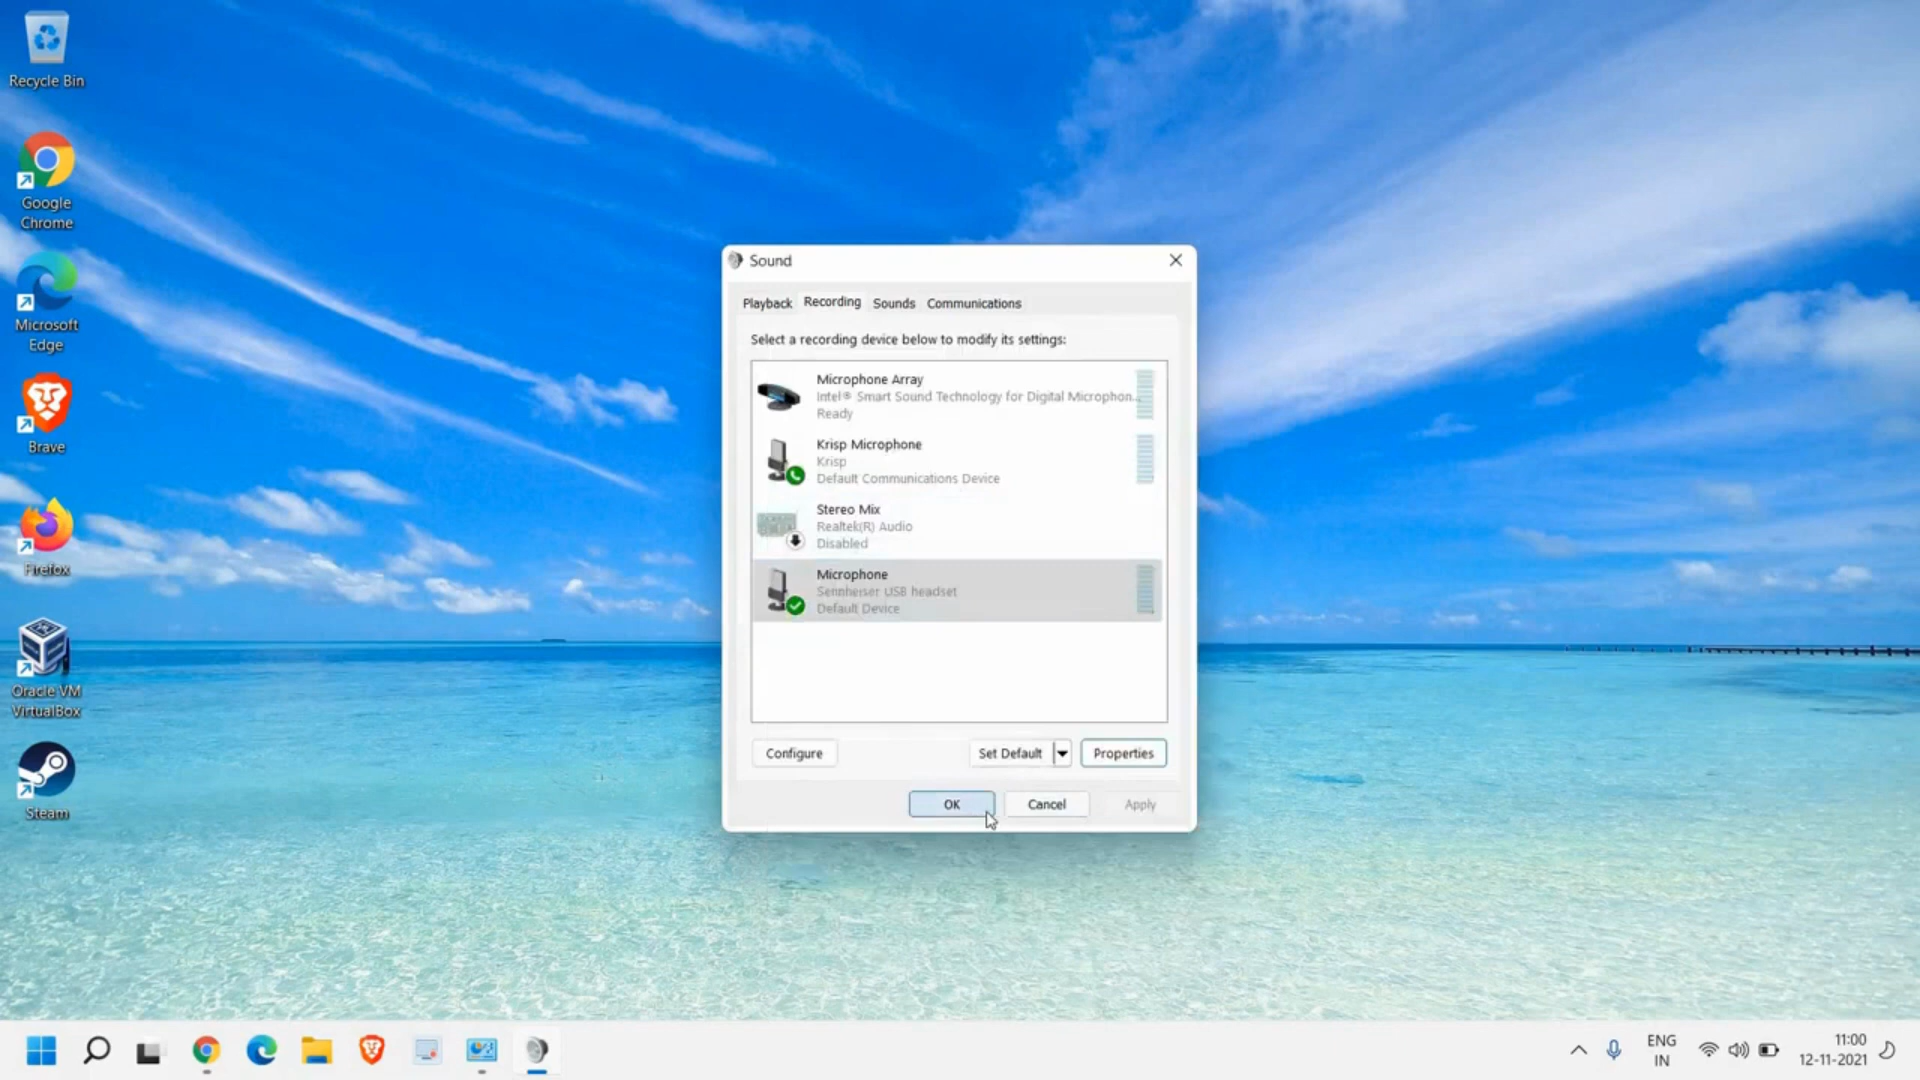 Recycle Bin
Google
Chrome
Microsoft
Edge
Brave
Firefox
Oracle VM
VirtualBox
Steam
Sound
Playback Recording Sounds Communications
Select a recording device below to modify its settings:
Microphone Array
Intel® Smart Sound Technology for Digital Microphon...
Ready
Krisp Microphone
Krisp
Default Communications Device
Stereo Mix
Realtek(R) Audio
Disabled
Microphone
Sennheiser USB headset
Default Device
Configure Set Default Properties
OK Cancel Apply
ENG
IN
11:00
12-11-2021